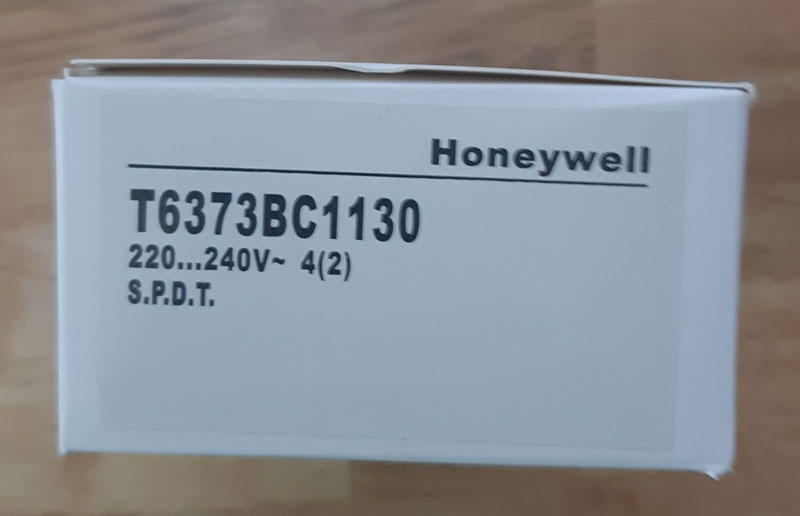 Honeywell
T6373BC1130
220...240V~ 4(2)
S.P.D.T.